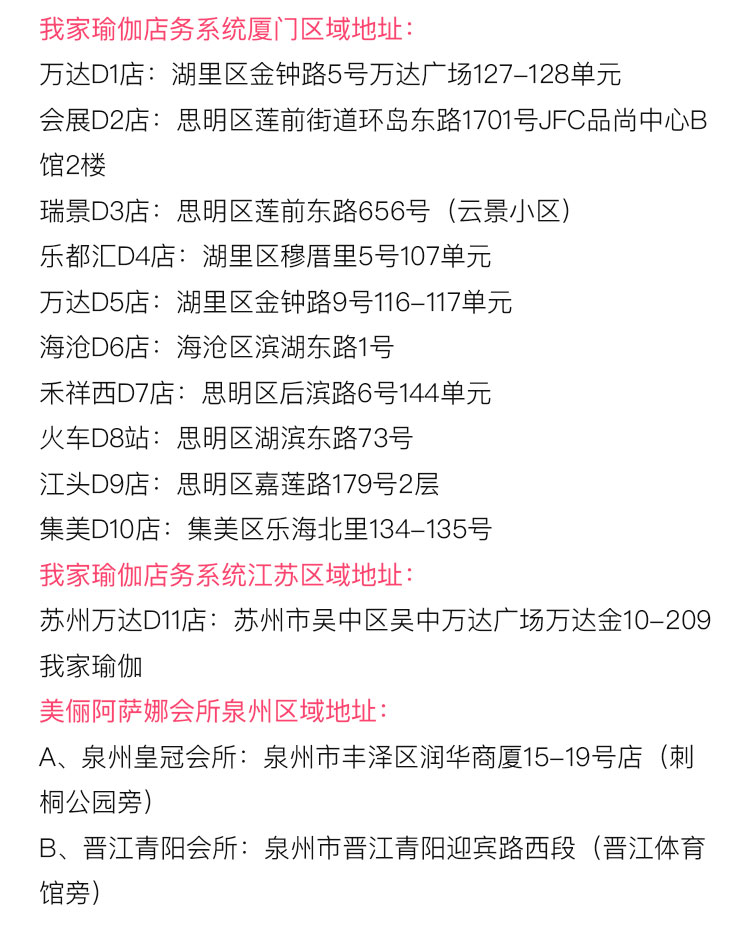 我家瑜伽店务系统厦门区域地址：
万达D1店：湖里区金钟路5号万达广场127-128单元
会展D2店：思明区莲前街道环岛东路1701号JFC品尚中心B
馆2楼
瑞景D3店：思明区莲前东路656号（云景小区）
乐都汇D4店：湖里区穆厝里5号107单元
万达D5店：湖里区金钟路9号116-117单元
海沧D6店：海沧区滨湖东路1号
禾祥西D7店：思明区后滨路6号144单元
火车D8站：思明区湖滨东路73号
江头D9店：思明区嘉莲路179号2层
集美D10店：集美区乐海北里134-135号
我家瑜伽店务系统江苏区域地址：
苏州万达D11店：苏州市吴中区吴中万达广场万达金10-209
我家瑜伽
美俪阿萨娜会所泉州区域地址：
A、泉州皇冠会所：泉州市丰泽区润华商厦15-19号店（刺
桐公园旁）
B、晋江青阳会所：泉州市晋江青阳迎宾路西段（晋江体育
馆旁）